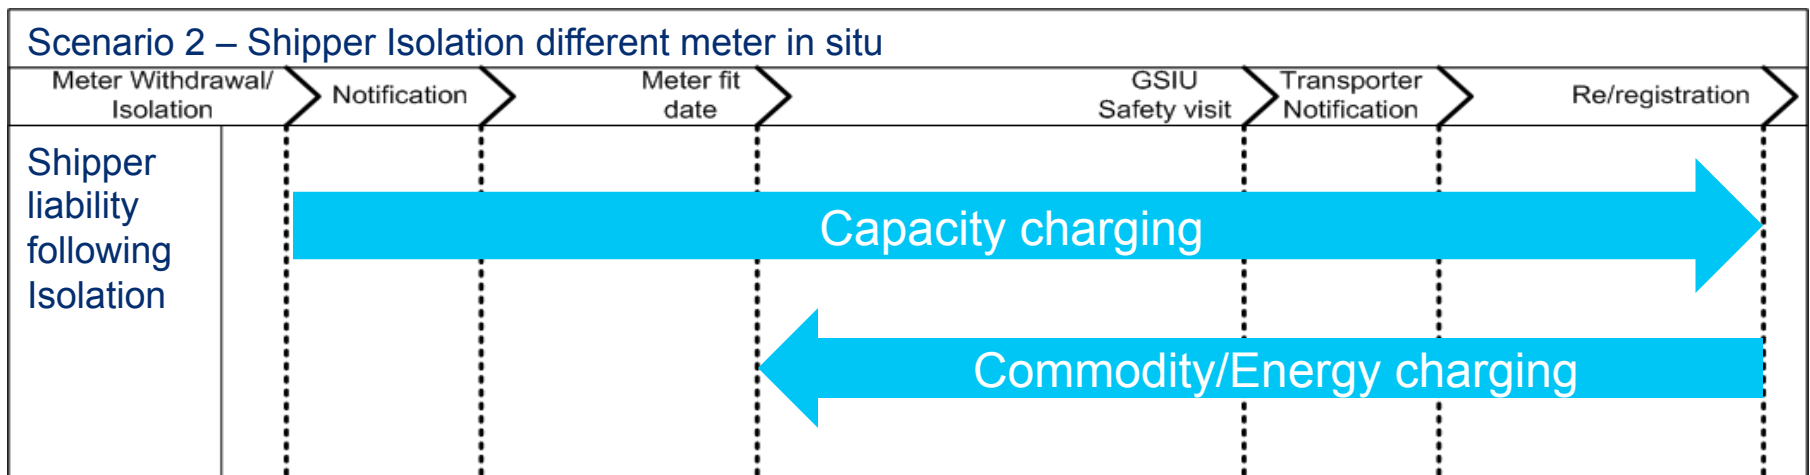 Scenario 2 – Shipper Isolation different meter in situ
Meter Withdrawal/
Isolation
Notification
Meter fit
date
GSIU
Safety visit
Transporter
Notification
Re/registration
Shipper
liability
following
Isolation
Capacity charging
Commodity/Energy charging